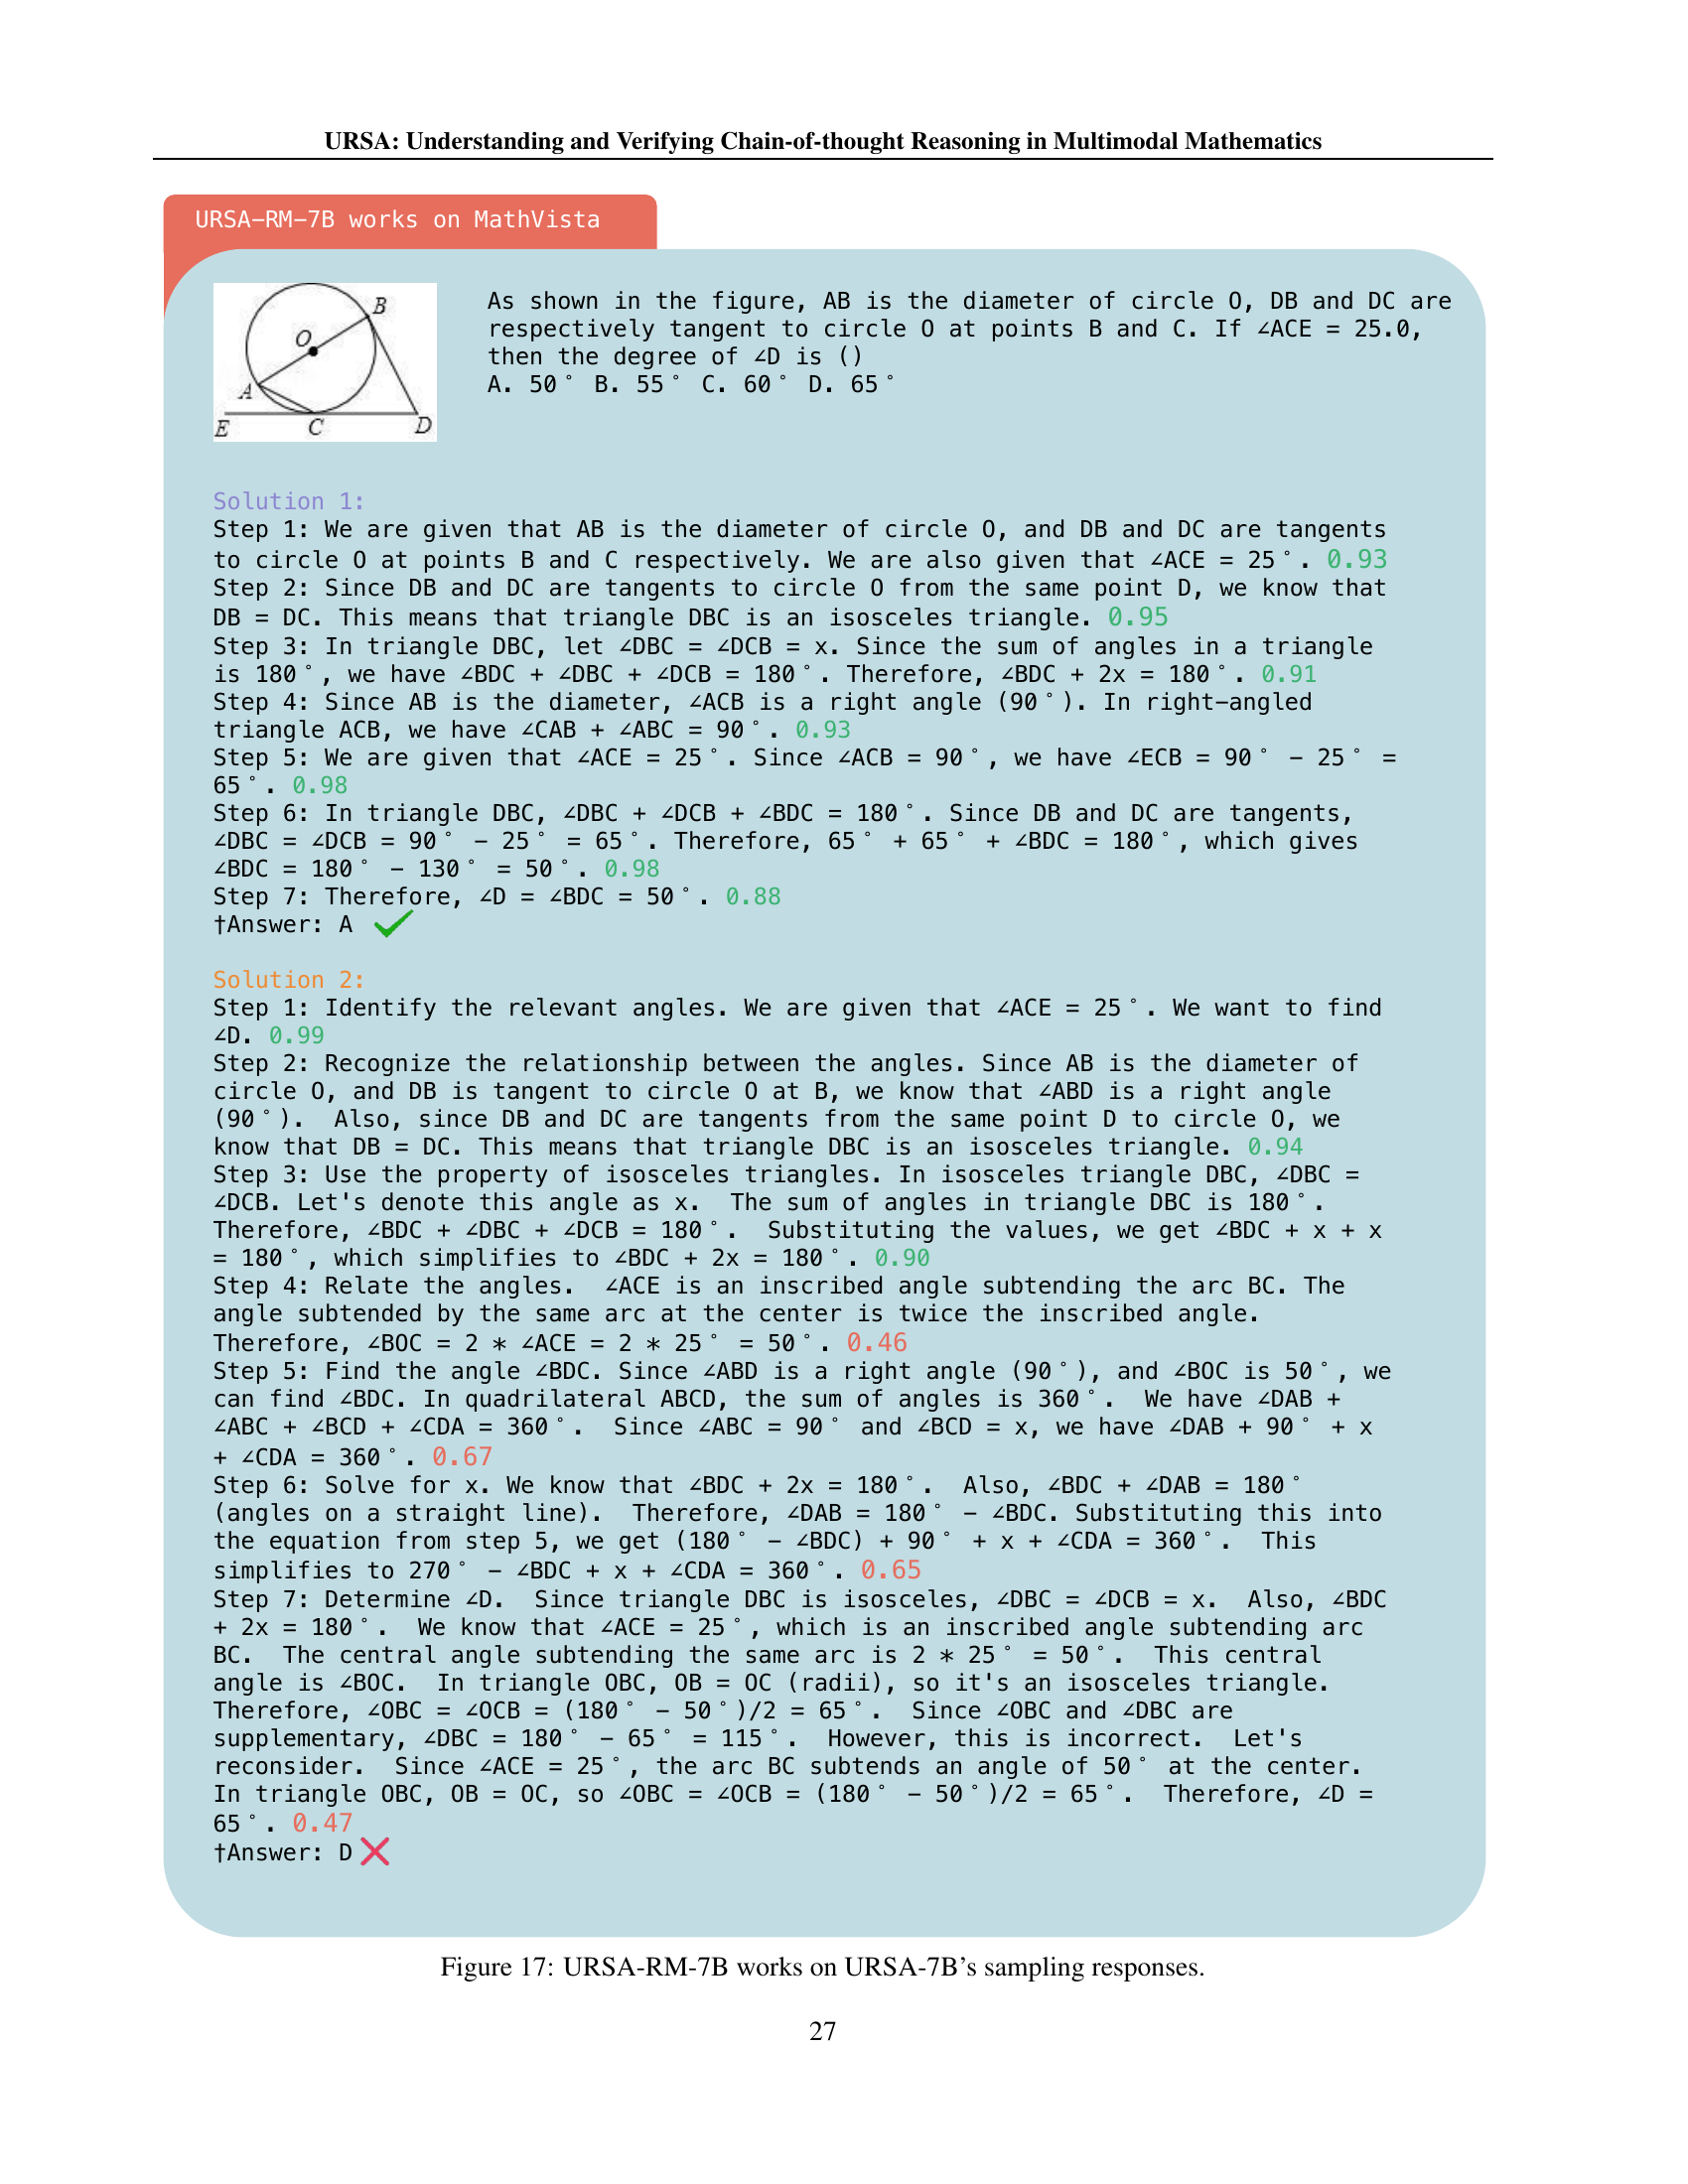 URSA: Understanding and Verifying Chain-of-thought Reasoning in Multimodal Mathematics
URSA-RM-7B works on MathVista
B
O
A
E
C
D
As shown in the figure, AB is the diameter of circle O, DB and DC are
respectively tangent to circle O at points B and C. If ∠ACE = 25.0,
then the degree of ∠D is ()
A. 50° B. 55° C. 60° D. 65°
Solution 1:
Step 1: We are given that AB is the diameter of circle O, and DB and DC are tangents
to circle O at points B and C respectively. We are also given that ∠ACE = 25°. 0.93
Step 2: Since DB and DC are tangents to circle O from the same point D, we know that
DB = DC. This means that triangle DBC is an isosceles triangle. 0.95
Step 3: In triangle DBC, let ∠DBC = ∠DCB = x. Since the sum of angles in a triangle
is 180°, we have ∠BDC + ∠DBC + ∠DCB = 180°. Therefore, ∠BDC + 2x = 180°. 0.91
Step 4: Since AB is the diameter, ∠ACB is a right angle (90°). In right-angled
triangle ACB, we have ∠CAB + ∠ABC = 90°. 0.93
Step 5: We are given that ∠ACE = 25°. Since ∠ACB = 90°, we have ∠ECB = 90° − 25° =
65°. 0.98
Step 6: In triangle DBC, ∠DBC + ∠DCB + ∠BDC = 180°. Since DB and DC are tangents,
∠DBC = ∠DCB = 90° − 25° = 65°. Therefore, 65° + 65° + ∠BDC = 180°, which gives
∠BDC = 180° − 130° = 50°. 0.98
Step 7: Therefore, ∠D = ∠BDC = 50°. 0.88
†Answer: A
Solution 2:
Step 1: Identify the relevant angles. We are given that ∠ACE = 25°. We want to find
∠D. 0.99
Step 2: Recognize the relationship between the angles. Since AB is the diameter of
circle O, and DB is tangent to circle O at B, we know that ∠ABD is a right angle
(90°). Also, since DB and DC are tangents from the same point D to circle O, we
know that DB = DC. This means that triangle DBC is an isosceles triangle. 0.94
Step 3: Use the property of isosceles triangles. In isosceles triangle DBC, ∠DBC =
∠DCB. Let's denote this angle as x. The sum of angles in triangle DBC is 180°.
Therefore, ∠BDC + ∠DBC + ∠DCB = 180°. Substituting the values, we get ∠BDC + x + x
= 180°, which simplifies to ∠BDC + 2x = 180°. 0.90
Step 4: Relate the angles. ∠ACE is an inscribed angle subtending the arc BC. The
angle subtended by the same arc at the center is twice the inscribed angle.
Therefore, ∠BOC = 2 * ∠ACE = 2 * 25° = 50°. 0.46
Step 5: Find the angle ∠BDC. Since ∠ABD is a right angle (90°), and ∠BOC is 50°, we
can find ∠BDC. In quadrilateral ABCD, the sum of angles is 360°. We have ∠DAB +
∠ABC + ∠BCD + ∠CDA = 360°. Since ∠ABC = 90° and ∠BCD = x, we have ∠DAB + 90° + x
+ ∠CDA = 360°. 0.67
Step 6: Solve for x. We know that ∠BDC + 2x = 180°. Also, ∠BDC + ∠DAB = 180°
(angles on a straight line). Therefore, ∠DAB = 180° − ∠BDC. Substituting this into
the equation from step 5, we get (180° − ∠BDC) + 90° + x + ∠CDA = 360°. This
simplifies to 270° − ∠BDC + x + ∠CDA = 360°. 0.65
Step 7: Determine ∠D. Since triangle DBC is isosceles, ∠DBC = ∠DCB = x. Also, ∠BDC
+ 2x = 180°. We know that ∠ACE = 25°, which is an inscribed angle subtending arc
BC. The central angle subtending the same arc is 2 * 25° = 50°. This central
angle is ∠BOC. In triangle OBC, OB = OC (radii), so it's an isosceles triangle.
Therefore, ∠OBC = ∠OCB = (180° − 50°)/2 = 65°. Since ∠OBC and ∠DBC are
supplementary, ∠DBC = 180° − 65° = 115°. However, this is incorrect. Let's
reconsider. Since ∠ACE = 25°, the arc BC subtends an angle of 50° at the center.
In triangle OBC, OB = OC, so ∠OBC = ∠OCB = (180° − 50°)/2 = 65°. Therefore, ∠D =
65°. 0.47
†Answer: D
Figure 17: URSA-RM-7B works on URSA-7B's sampling responses.
27